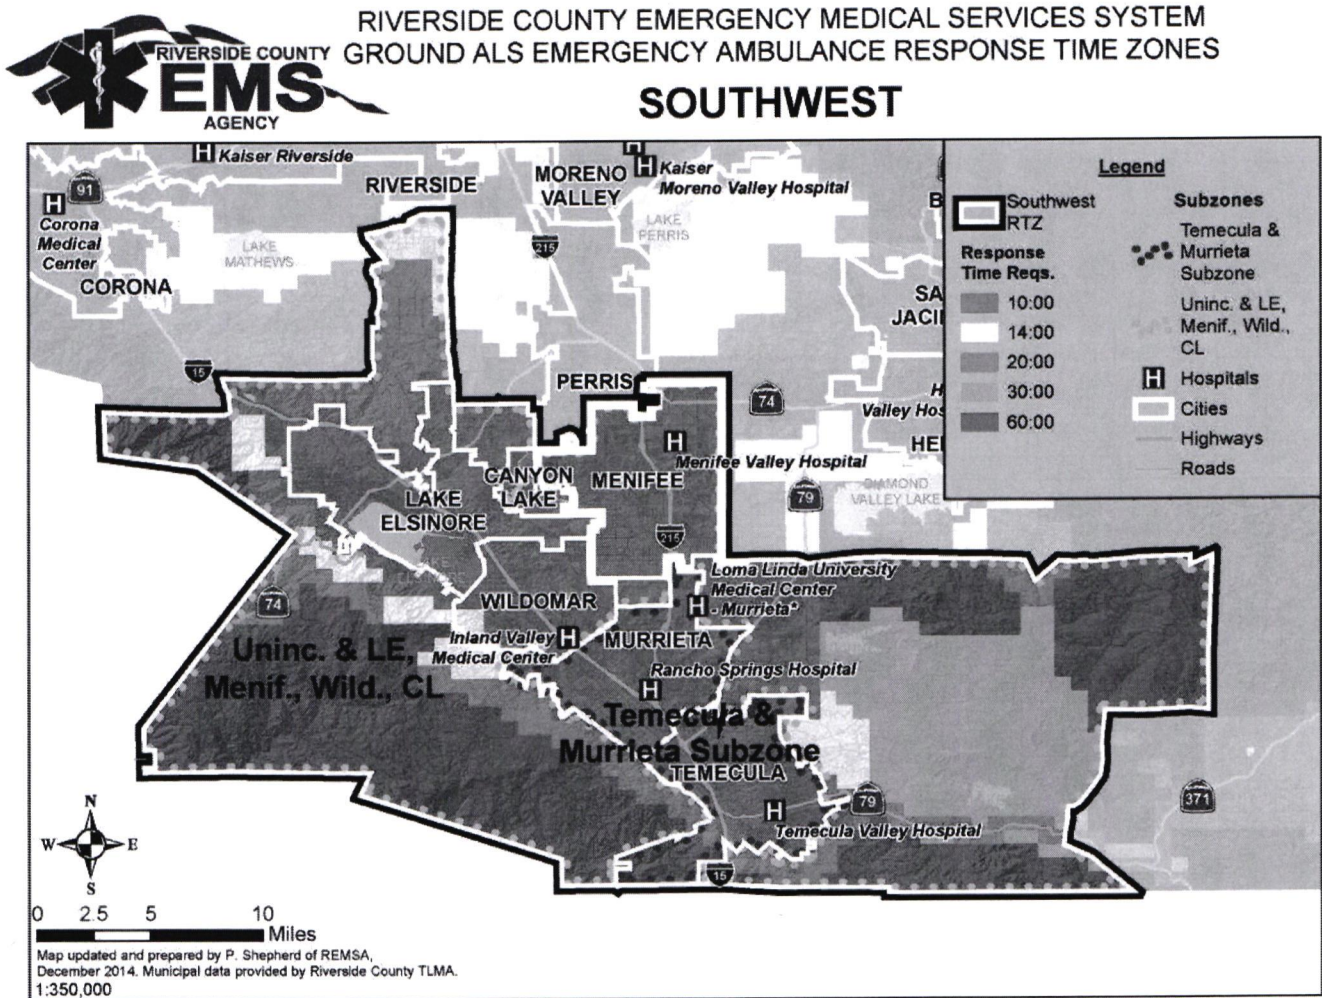 RIVERSIDE COUNTY EMERGENCY MEDICAL SERVICES SYSTEM
GROUND ALS EMERGENCY AMBULANCE RESPONSE TIME ZONES
SOUTHWEST
RIVERSIDE COUNTY
EMS
AGENCY
H Kaiser Riverside
91
H
Corona
Medical
Center
CORONA
LAKE
MATHEWS
RIVERSIDE
MORENO
VALLEY
H
H Kaiser
Moreno Valley Hospital
LAKE
PERRIS
215
15
PERRIS
74
B
SA
JACI
H
Valley Hos
HE
Legend
Southwest
RTZ
Response
Time Reqs.
10:00
14:00
20:00
30:00
60:00
Subzones
Temecula &
Murrieta
Subzone
Uninc. & LE,
Menif., Wild.,
CL
H Hospitals
Cities
Highways
Roads
H
Menifee Valley Hospital
CANYON
LAKE
MENIFEE
LAKE
ELSINORE
79
DIAMOND
VALLEY LAKE
215
74
Loma Linda University
Medical Center
H - Murrieta*
WILDOMAR
Inland Valley H
Medical Center
MURRIETA
Rancho Springs Hospital
H
Uninc. & LE,
Menif., Wild., CL
Temecula &
Murrieta Subzone
TEMECULA
H
Temecula Valley Hospital
79
371
15
N
W E
S
0 2.5 5 10
Miles
Map updated and prepared by P. Shepherd of REMSA,
December 2014. Municipal data provided by Riverside County TLMA.
1:350,000